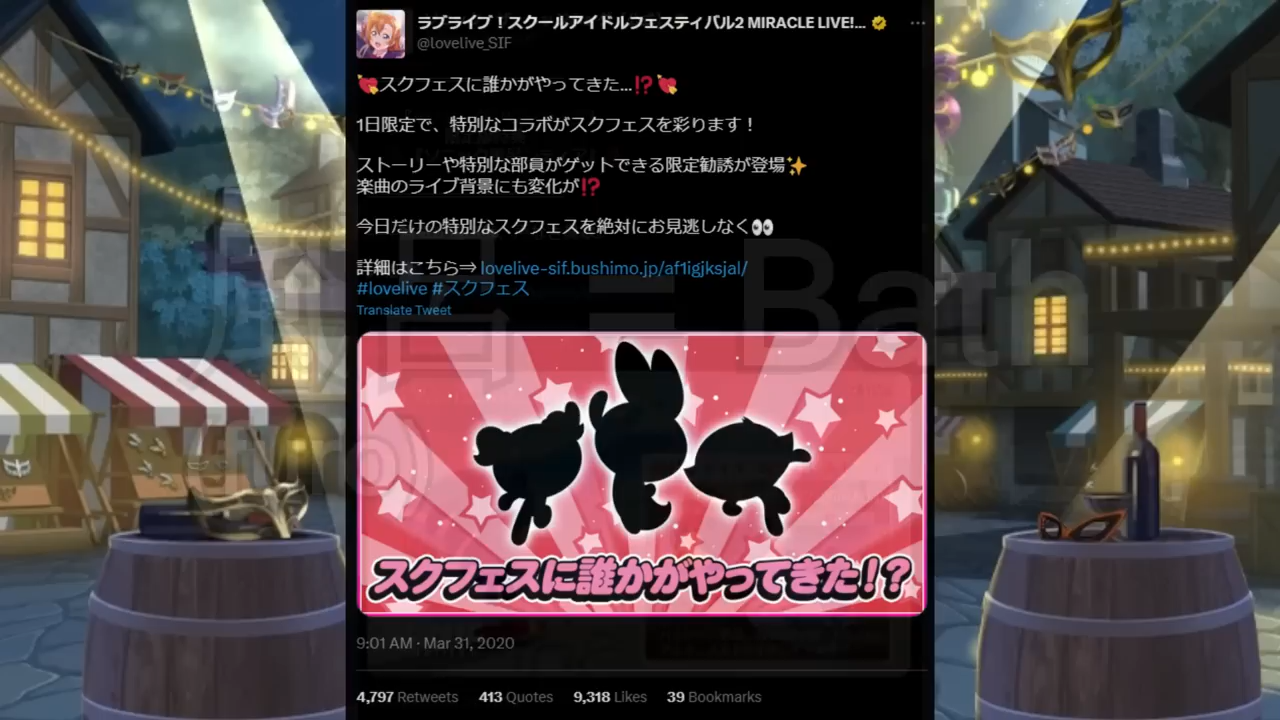 ラブライブ！スクールアイドルフェスティバル2 MIRACLE LIVE!...
@lovelive_SIF
💘スクフェスに誰かがやってきた...⁉️💘
1日限定で、特別なコラボがスクフェスを彩ります！
ストーリーや特別な部員がゲットできる限定勧誘が登場✨
楽曲のライブ背景にも変化が⁉️
今日だけの特別なスクフェスを絶対にお見逃しなく👀
詳細はこちら⇒ lovelive-sif.bushimo.jp/af1igjksjal/
#lovelive #スクフェス
Translate Tweet
スクフェスに誰かがやってきた!?
9:01 AM · Mar 31, 2020
4,797 Retweets 413 Quotes 9,318 Likes 39 Bookmarks
= Bath